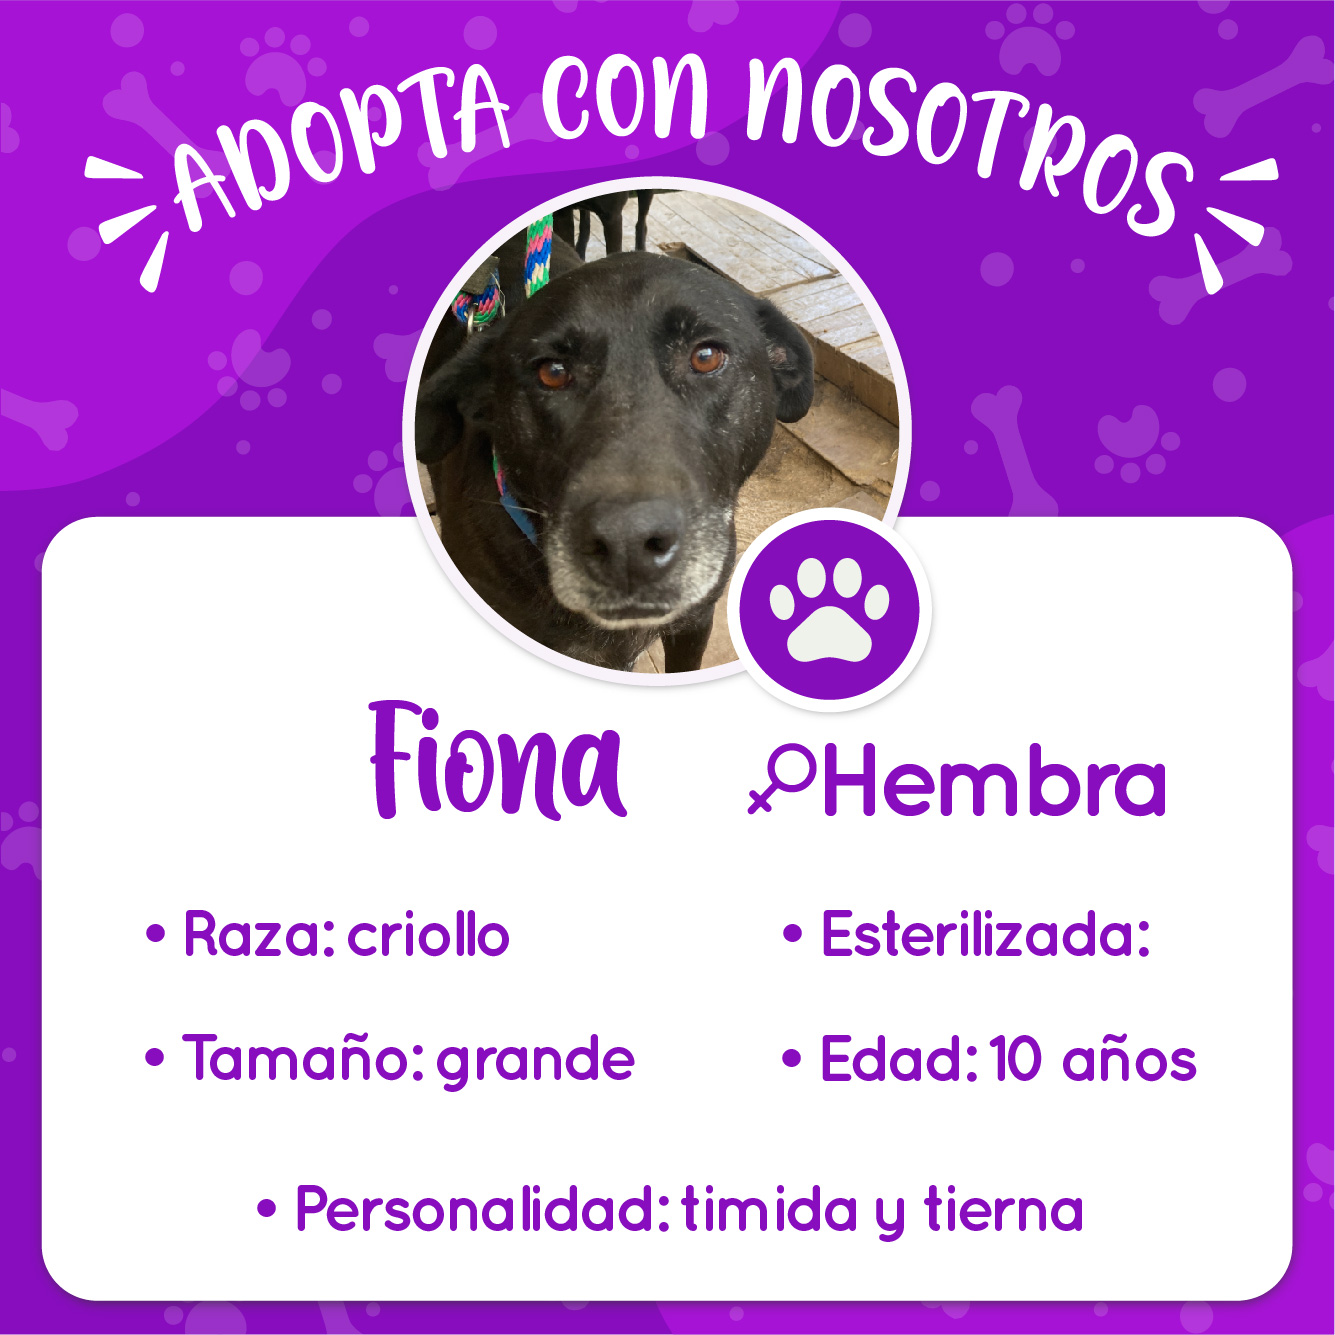 ADOPTA CON NOSOTROS
Fiona
Hembra
• Raza: criollo
• Esterilizada:
• Tamaño: grande
• Edad: 10 años
• Personalidad: timida y tierna